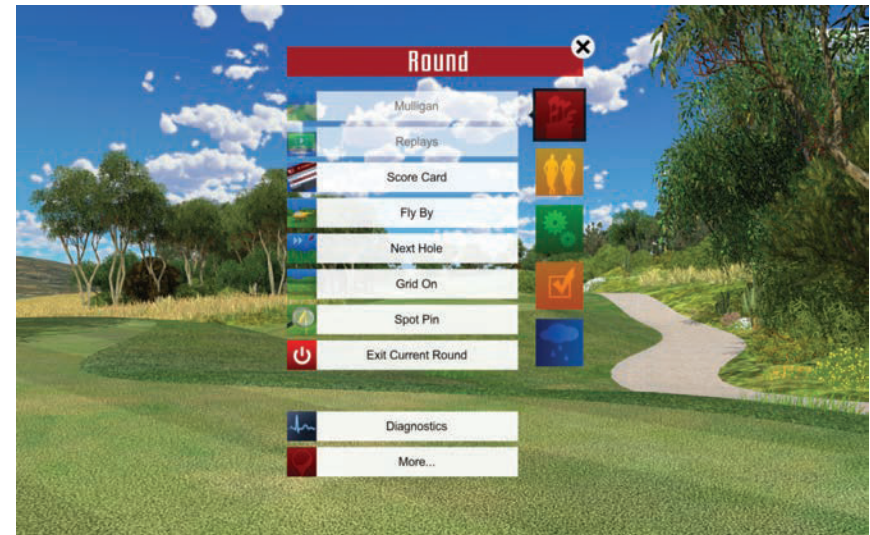 Round
Mulligan
Replays
Score Card
Fly By
Next Hole
Grid On
Spot Pin
Exit Current Round
Diagnostics
More...